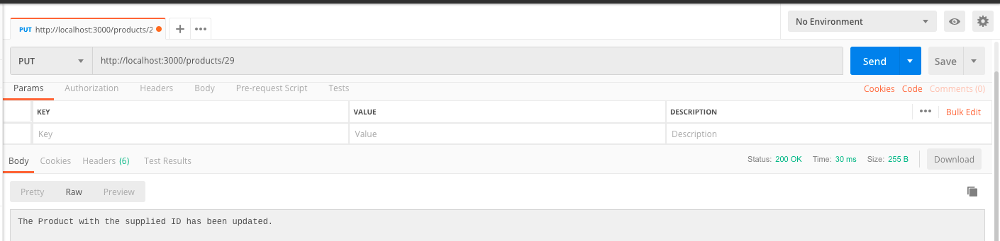 PUT http://localhost:3000/products/2
No Environment
PUT http://localhost:3000/products/29 Send Save
Params Authorization Headers Body Pre-request Script Tests Cookies Code Comments (0)
KEY VALUE DESCRIPTION Bulk Edit
Key Value Description
Body Cookies Headers (6) Test Results Status: 200 OK Time: 30 ms Size: 255 B Download
Pretty Raw Preview
The Product with the supplied ID has been updated.